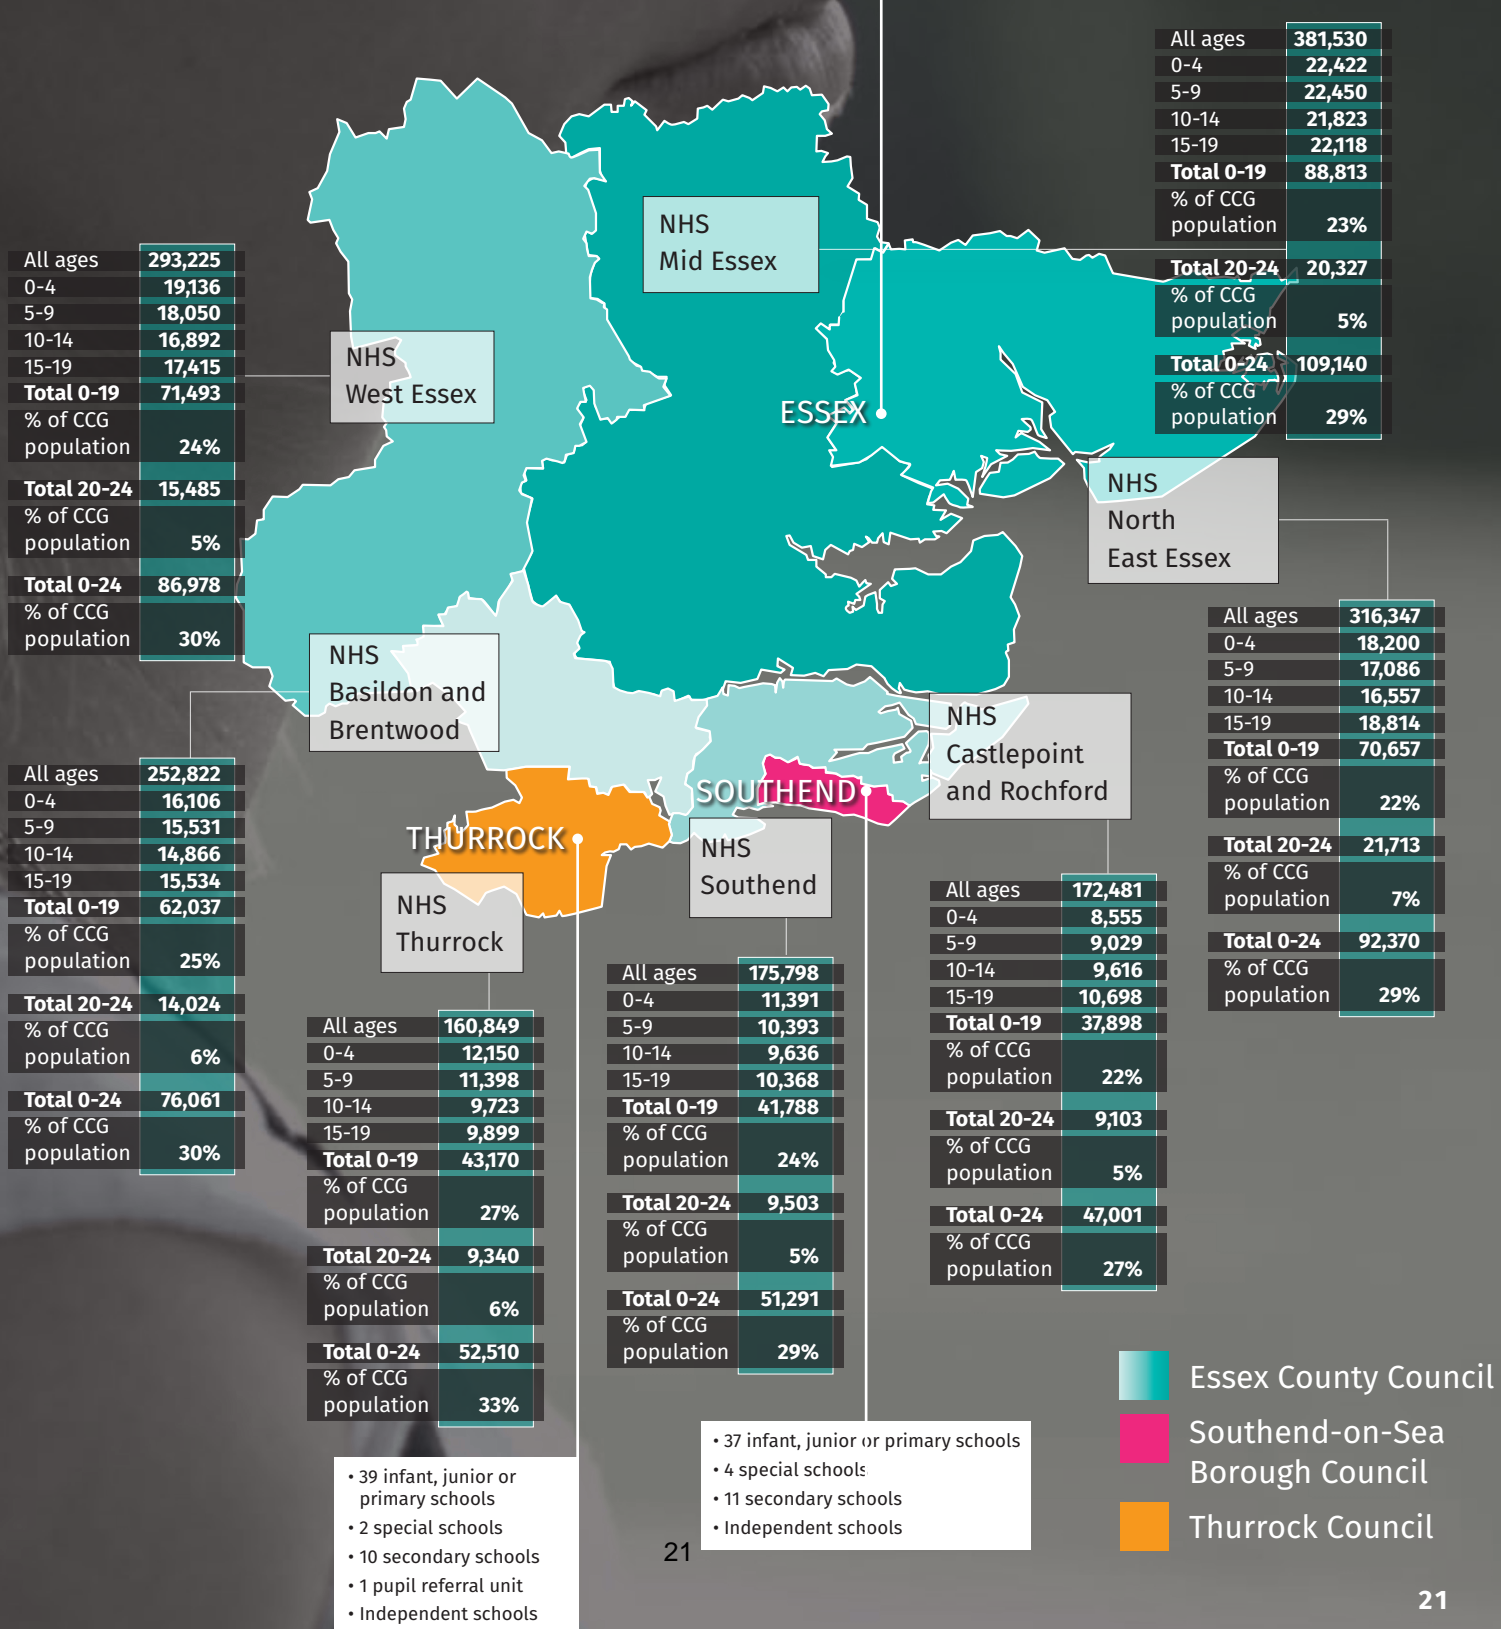 All ages 381,530
0-4 22,422
5-9 22,450
10-14 21,823
15-19 22,118
Total 0-19 88,813
% of CCG
population 23%
Total 20-24 20,327
% of CCG
population 5%
Total 0-24 109,140
% of CCG
population 29%
NHS
Mid Essex
All ages 293,225
0-4 19,136
5-9 18,050
10-14 16,892
15-19 17,415
Total 0-19 71,493
% of CCG
population 24%
Total 20-24 15,485
% of CCG
population 5%
Total 0-24 86,978
% of CCG
population 30%
NHS
West Essex
ESSEX
NHS
North
East Essex
All ages 316,347
0-4 18,200
5-9 17,086
10-14 16,557
15-19 18,814
Total 0-19 70,657
% of CCG
population 22%
Total 20-24 21,713
% of CCG
population 7%
Total 0-24 92,370
% of CCG
population 29%
NHS
Basildon and
Brentwood
All ages 252,822
0-4 16,106
5-9 15,531
10-14 14,866
15-19 15,534
Total 0-19 62,037
% of CCG
population 25%
Total 20-24 14,024
% of CCG
population 6%
Total 0-24 76,061
% of CCG
population 30%
NHS
Castlepoint
and Rochford
All ages 172,481
0-4 8,555
5-9 9,029
10-14 9,616
15-19 10,698
Total 0-19 37,898
% of CCG
population 22%
Total 20-24 9,103
% of CCG
population 5%
Total 0-24 47,001
% of CCG
population 27%
SOUTHEND
THURROCK
NHS
Southend
All ages 175,798
0-4 11,391
5-9 10,393
10-14 9,636
15-19 10,368
Total 0-19 41,788
% of CCG
population 24%
Total 20-24 9,503
% of CCG
population 5%
Total 0-24 51,291
% of CCG
population 29%
NHS
Thurrock
All ages 160,849
0-4 12,150
5-9 11,398
10-14 9,723
15-19 9,899
Total 0-19 43,170
% of CCG
population 27%
Total 20-24 9,340
% of CCG
population 6%
Total 0-24 52,510
% of CCG
population 33%
• 39 infant, junior or
primary schools
• 2 special schools
• 10 secondary schools
• 1 pupil referral unit
• Independent schools
• 37 infant, junior or primary schools
• 4 special schools
• 11 secondary schools
• Independent schools
Essex County Council
Southend-on-Sea
Borough Council
Thurrock Council
21
21